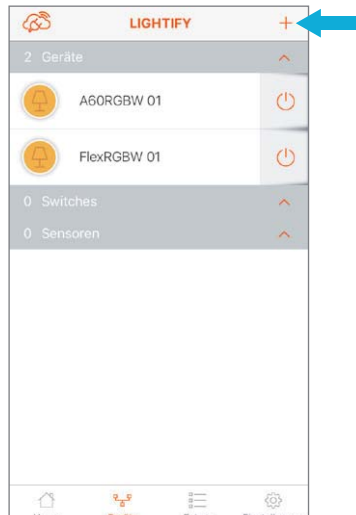 LIGHTIFY
2 Geräte
A60RGBW 01
FlexRGBW 01
0 Switches
0 Sensoren